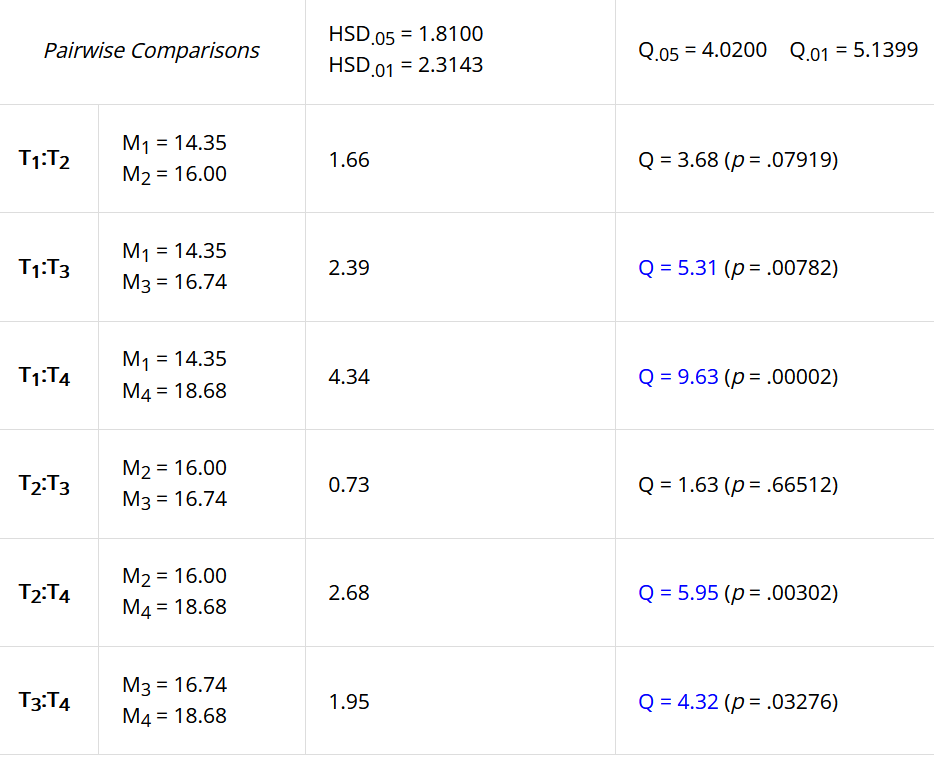 Pairwise Comparisons
HSD.05 = 1.8100
HSD.01 = 2.3143
Q.05 = 4.0200 Q.01 = 5.1399
T1:T2
M1 = 14.35
M2 = 16.00
1.66
Q = 3.68 (p = .07919)
T1:T3
M1 = 14.35
M3 = 16.74
2.39
Q = 5.31 (p = .00782)
T1:T4
M1 = 14.35
M4 = 18.68
4.34
Q = 9.63 (p = .00002)
T2:T3
M2 = 16.00
M3 = 16.74
0.73
Q = 1.63 (p = .66512)
T2:T4
M2 = 16.00
M4 = 18.68
2.68
Q = 5.95 (p = .00302)
T3:T4
M3 = 16.74
M4 = 18.68
1.95
Q = 4.32 (p = .03276)